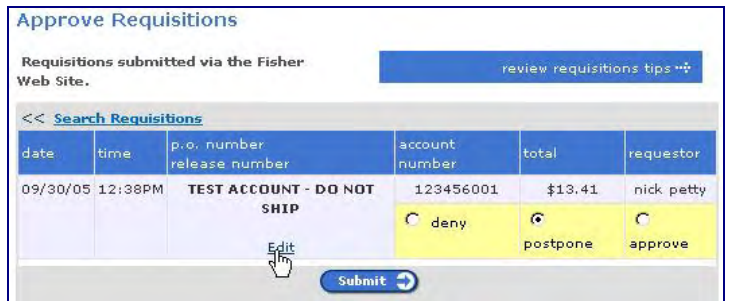 Approve Requisitions
Requisitions submitted via the Fisher
Web Site.
review requisitions tips
<< Search Requisitions
date time p.o. number account total requestor
release number number
09/30/05 12:38PM TEST ACCOUNT - DO NOT 123456001 $13.41 nick petty
SHIP
deny
postpone approve
Edit
Submit